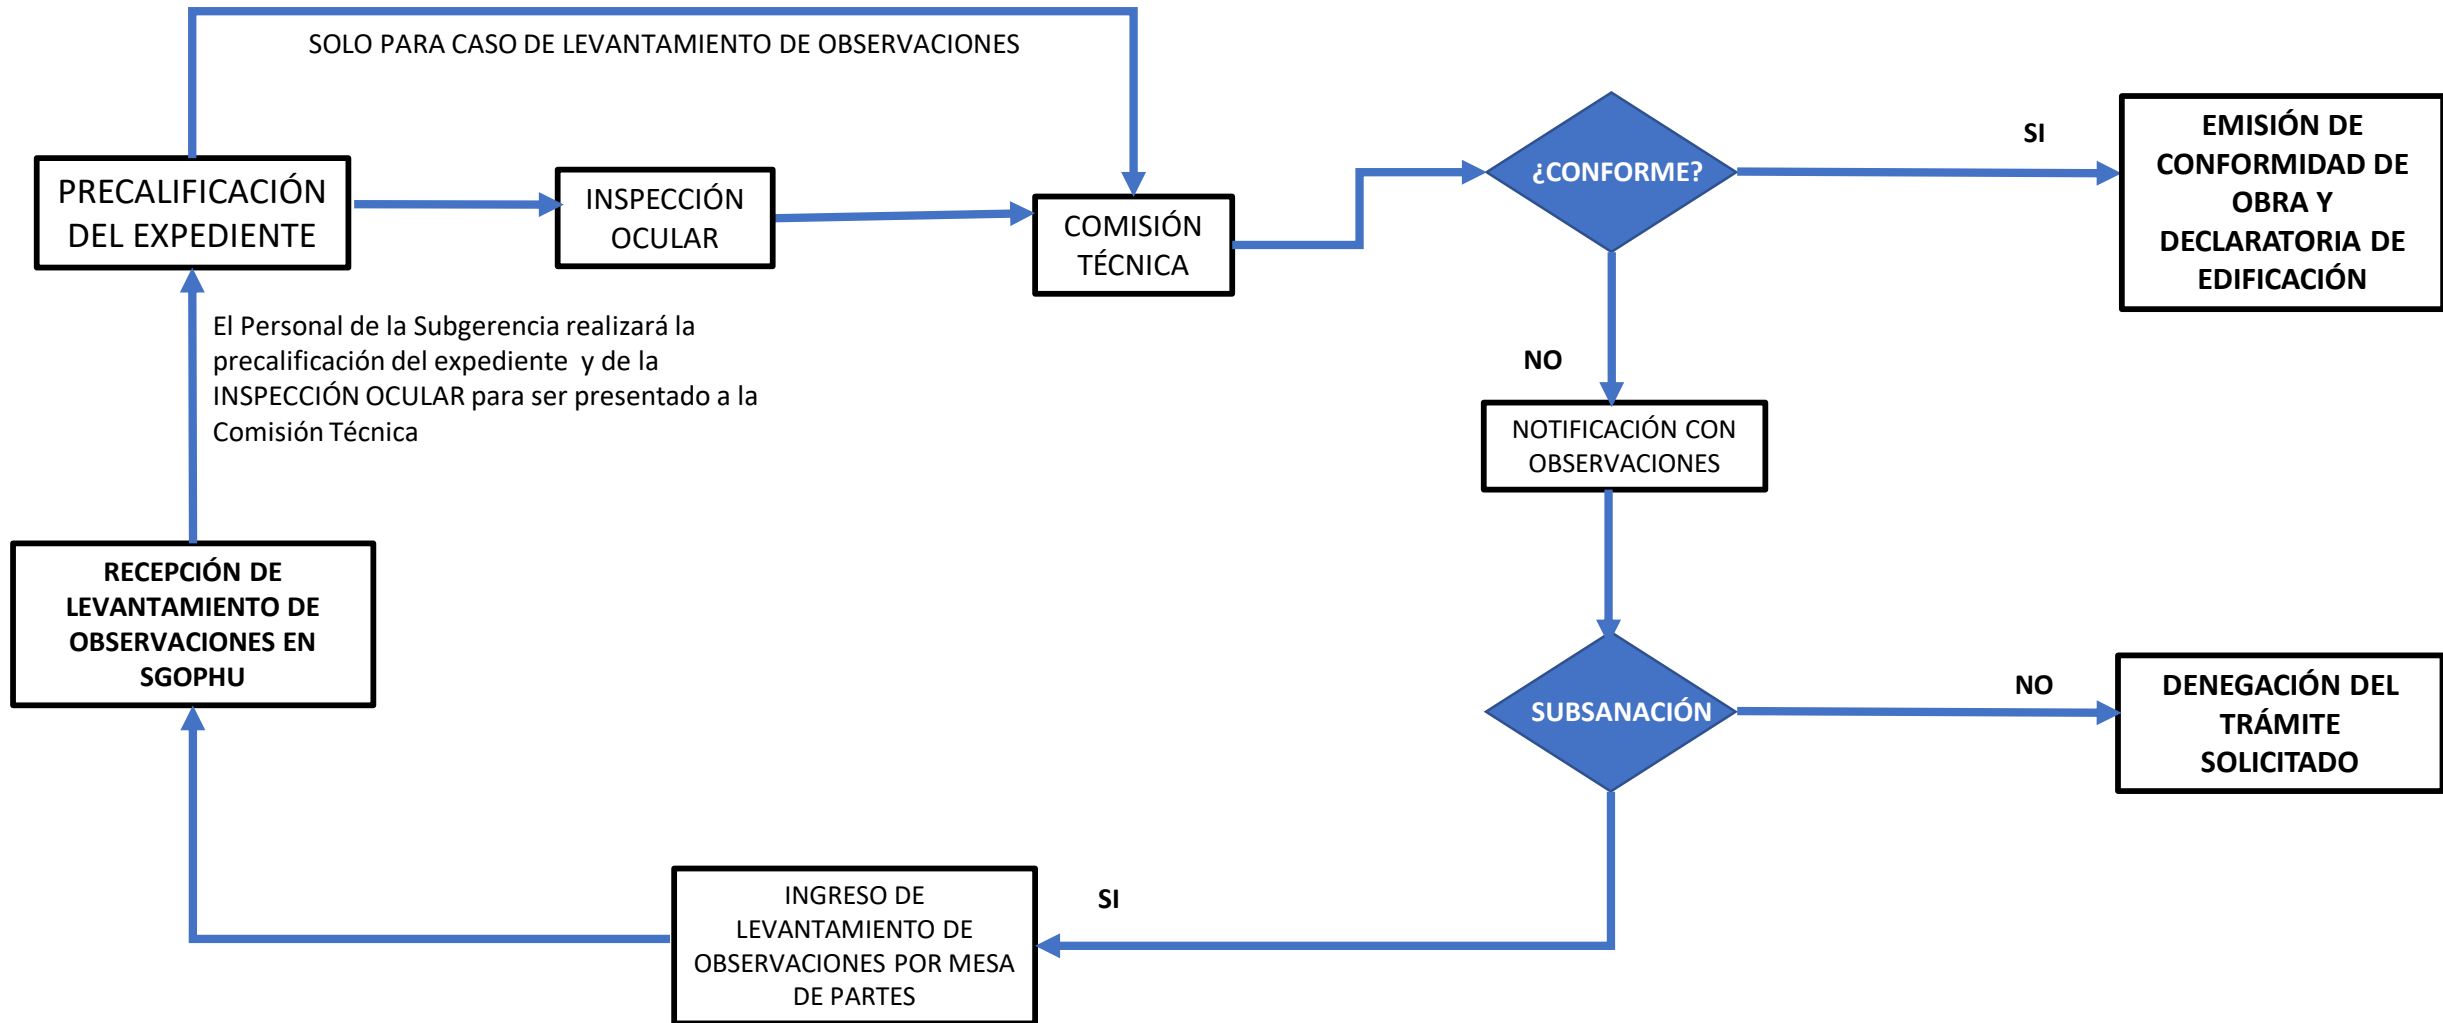 SOLO PARA CASO DE LEVANTAMIENTO DE OBSERVACIONES
PRECALIFICACIÓN
DEL EXPEDIENTE
INSPECCIÓN
OCULAR
COMISIÓN
TÉCNICA
¿CONFORME?
SI
EMISIÓN DE
CONFORMIDAD DE
OBRA Y
DECLARATORIA DE
EDIFICACIÓN
El Personal de la Subgerencia realizará la
precalificación del expediente  y de la
INSPECCIÓN OCULAR para ser presentado a la
Comisión Técnica
NO
NOTIFICACIÓN CON
OBSERVACIONES
RECEPCIÓN DE
LEVANTAMIENTO DE
OBSERVACIONES EN
SGOPHU
SUBSANACIÓN
NO
DENEGACIÓN DEL
TRÁMITE
SOLICITADO
INGRESO DE
LEVANTAMIENTO DE
OBSERVACIONES POR MESA
DE PARTES
SI